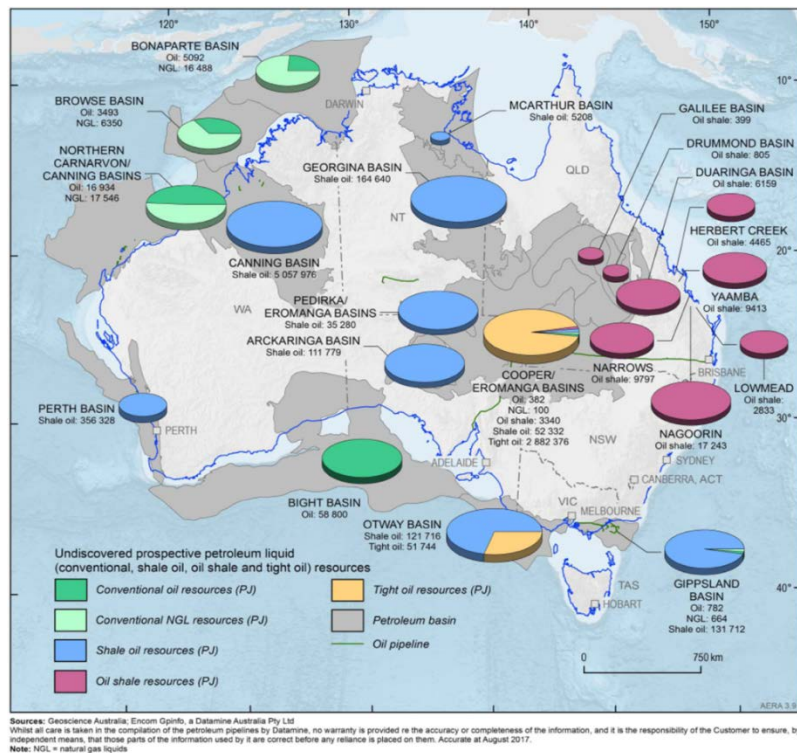 120°
130°
140°
150°
10°
20°
30°
40°
BONAPARTE BASIN
Oil: 5092
NGL: 16 488
BROWSE BASIN
Oil: 3493
NGL: 6350
NORTHERN
CARNARVON/
CANNING BASINS
Oil: 16 934
NGL: 17 546
CANNING BASIN
Shale oil: 5 057 976
DARWIN
MCARTHUR BASIN
Shale oil: 5208
GEORGINA BASIN
Shale oil: 164 640
NT
QLD
WA
GALILEE BASIN
Oil shale: 399
DRUMMOND BASIN
Oil shale: 805
DUARINGA BASIN
Oil shale: 6159
HERBERT CREEK
Oil shale: 4465
YAAMBA
Oil shale: 9413
LOWMEAD
Oil shale:
2833
NARROWS
Oil shale: 9797
NAGOORIN
Oil shale: 17 243
BRISBANE
PEDIRKA/
EROMANGA BASINS
Shale oil: 35 280
ARCKARINGA BASIN
Shale oil: 111 779
COOPER/
EROMANGA BASINS
Oil: 382
NGL: 100
Oil shale: 3340
Shale oil: 52 332
Tight oil: 2 882 376
PERTH BASIN
Shale oil: 356 328
PERTH
BIGHT BASIN
Oil: 58 800
ADELAIDE
NSW
SYDNEY
CANBERRA, ACT
VIC
MELBOURNE
OTWAY BASIN
Shale oil: 121 716
Tight oil: 51 744
GIPPSLAND
BASIN
Oil: 782
NGL: 664
Shale oil: 131 712
TAS
HOBART
Undiscovered prospective petroleum liquid
(conventional, shale oil, oil shale and tight oil) resources
Conventional oil resources (PJ)
Conventional NGL resources (PJ)
Shale oil resources (PJ)
Oil shale resources (PJ)
Tight oil resources (PJ)
Petroleum basin
Oil pipeline
0
750 km
AERA 3.9
Sources: Geoscience Australia; Encom Gpinfo, a Datamine Australia Pty Ltd
Whilst all care is taken in the compilation of the petroleum pipelines by Datamine, no warranty is provided re the accuracy or completeness of the information, and it is the responsibility of the Customer to ensure, by
independent means, that those parts of the information used by it are correct before any reliance is placed on them. Accurate at August 2017.
Note: NGL = natural gas liquids